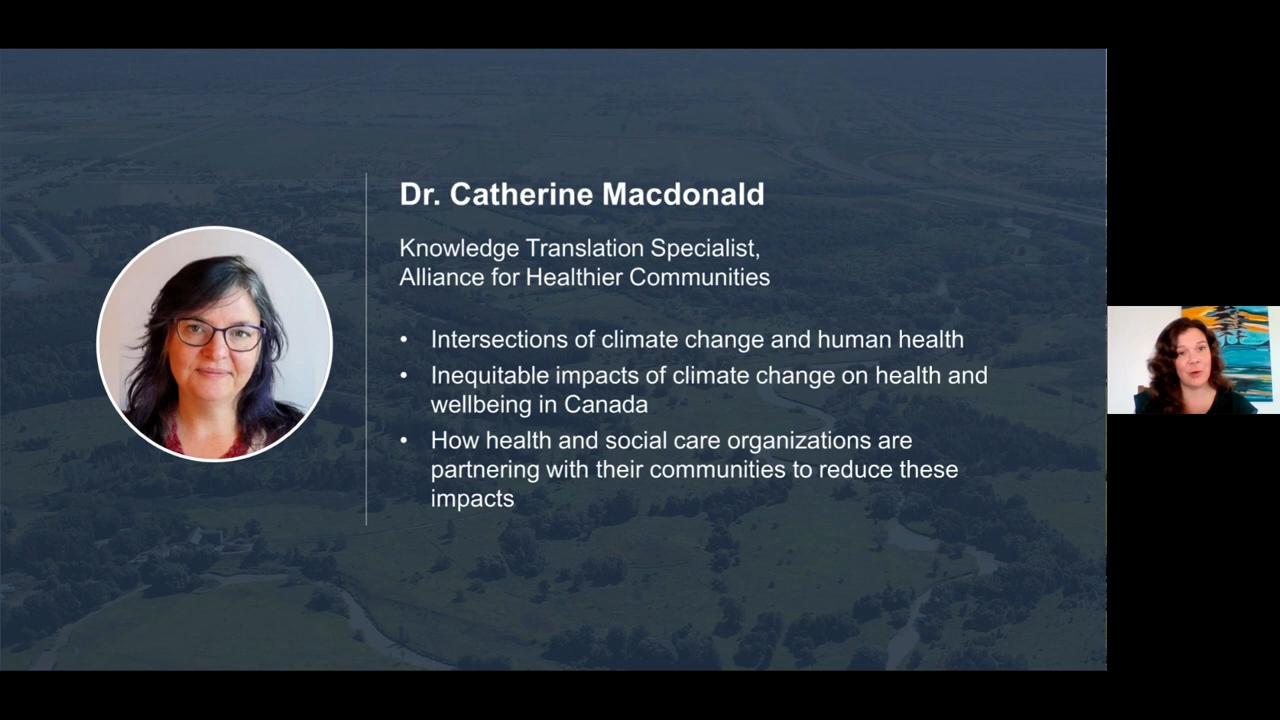 Dr. Catherine Macdonald
Knowledge Translation Specialist,
Alliance for Healthier Communities
• Intersections of climate change and human health
• Inequitable impacts of climate change on health and
wellbeing in Canada
• How health and social care organizations are
partnering with their communities to reduce these
impacts